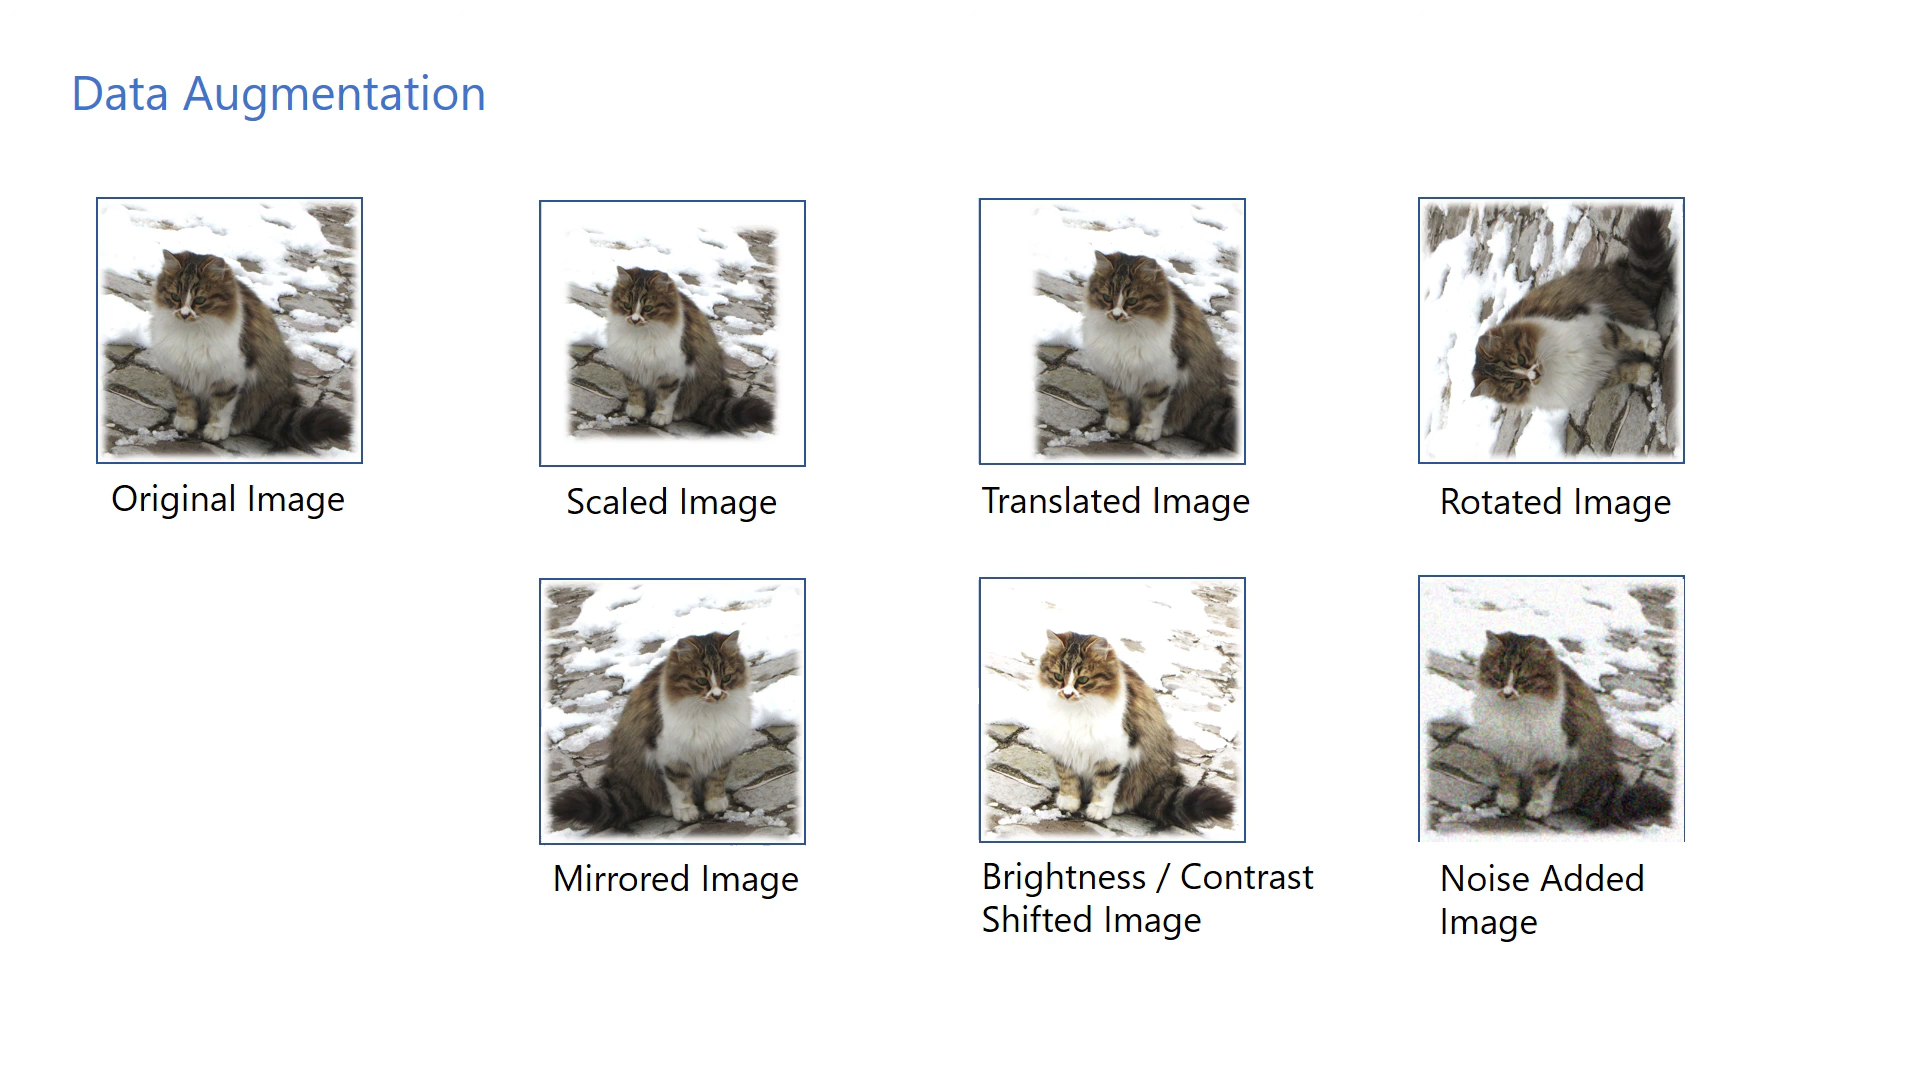 Data Augmentation
Original Image
Scaled Image
Translated Image
Rotated Image
Mirrored Image
Brightness / Contrast
Shifted Image
Noise Added
Image